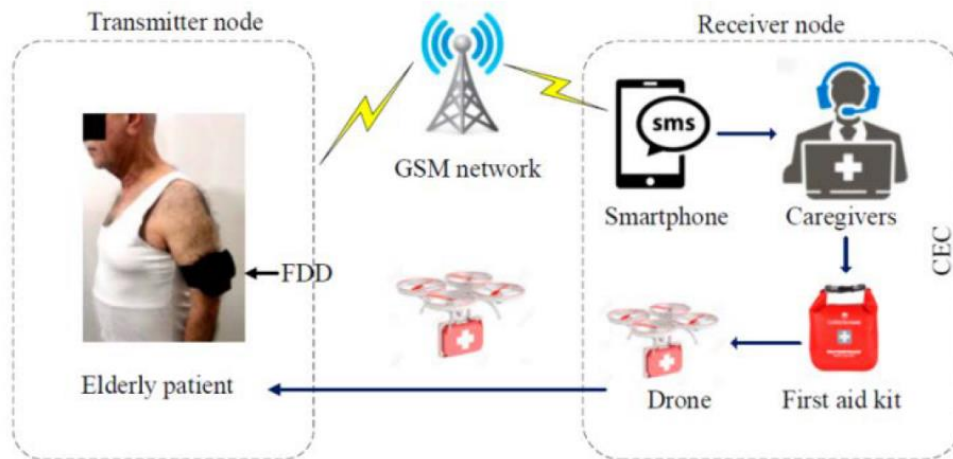 Transmitter node
Receiver node
GSM network
sms
Smartphone
Caregivers
CEC
FDD
Elderly patient
Drone
First aid kit